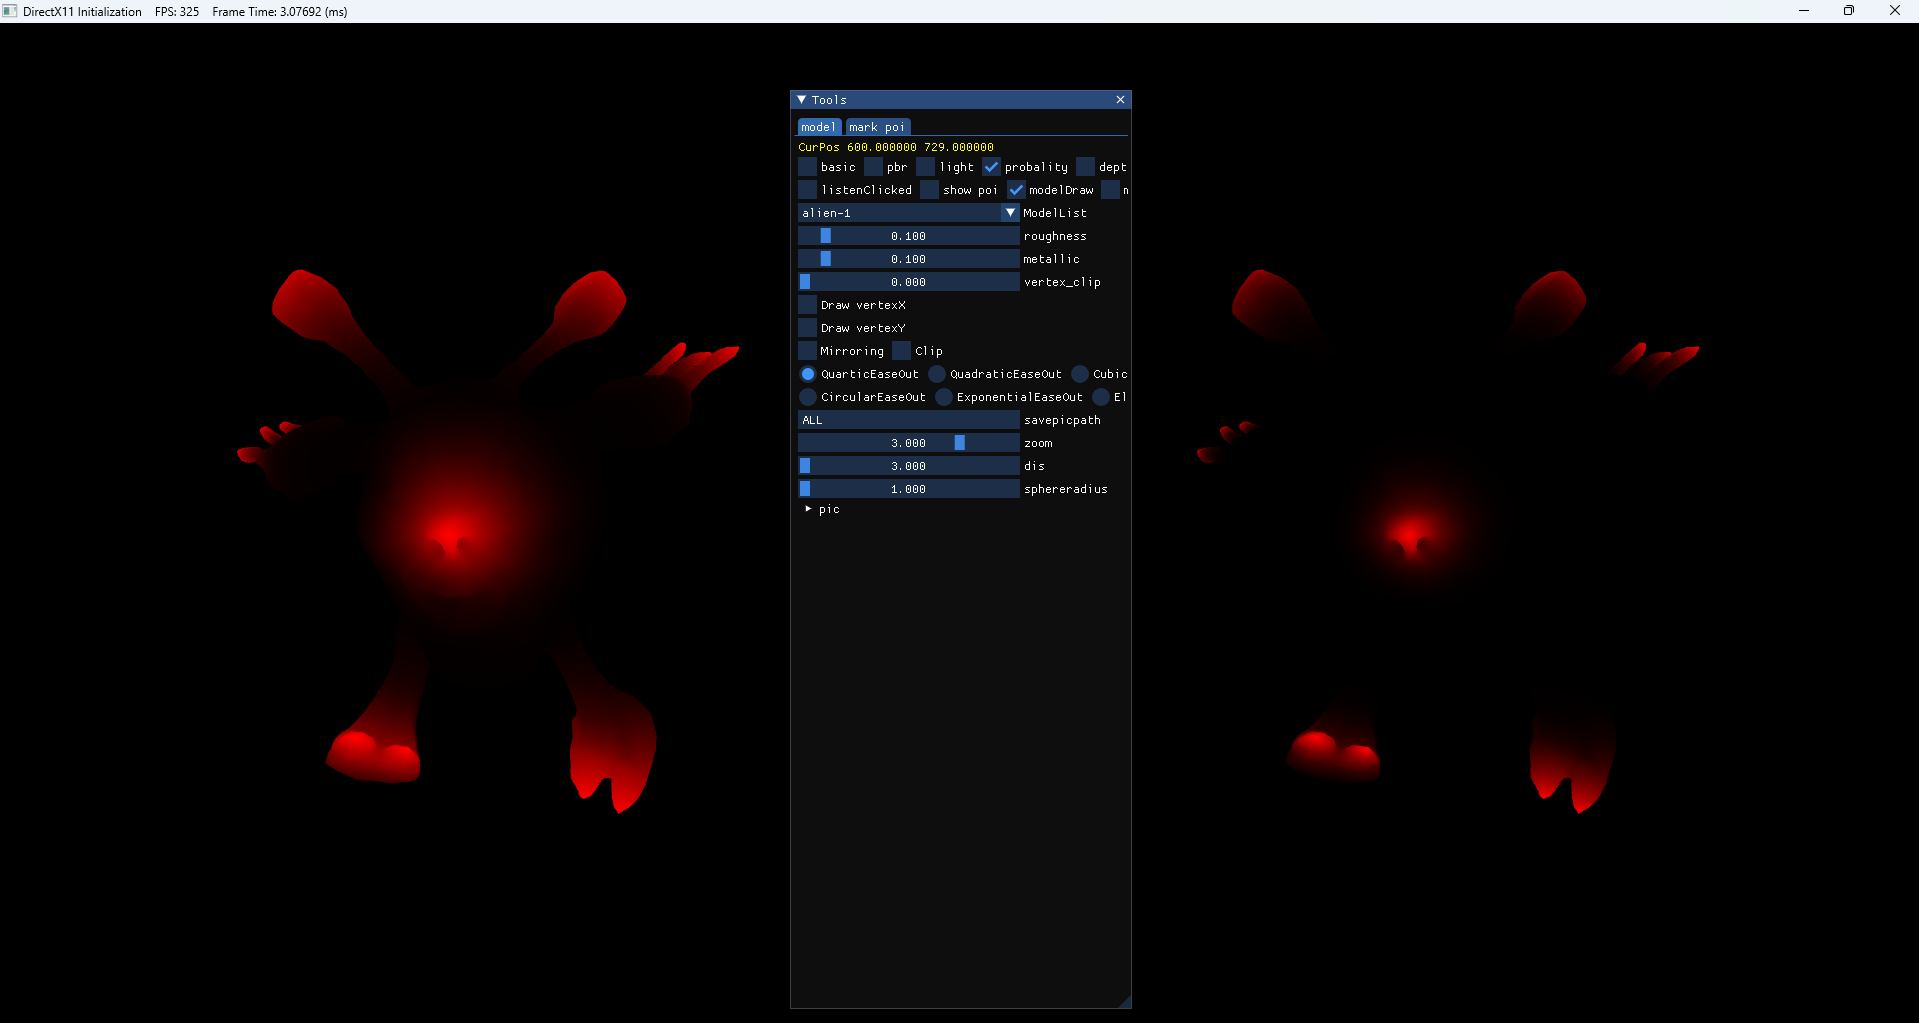 DirectX11 Initialization FPS: 325 Frame Time: 3.07692 (ms)
Tools
model mark poi
CurPos 600.000000 729.000000
basic pbr light probality dept
listenClicked show poi modelDraw
alien-1 ModelList
0.100 roughness
0.100 metallic
0.000 vertex_clip
Draw vertexX
Draw vertexY
Mirroring Clip
QuarticEaseOut QuadraticEaseOut Cubic
CircularEaseOut ExponentialEaseOut El
ALL savepicpath
3.000 zoom
3.000 dis
1.000 sphereradius
pic